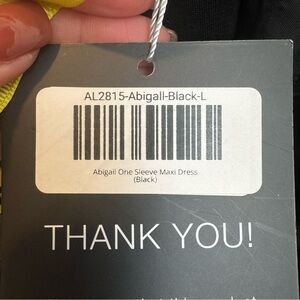 AL2815-Abigail-Black-L
Abigail One Sleeve Maxi Dress
(Black)
THANK YOU!